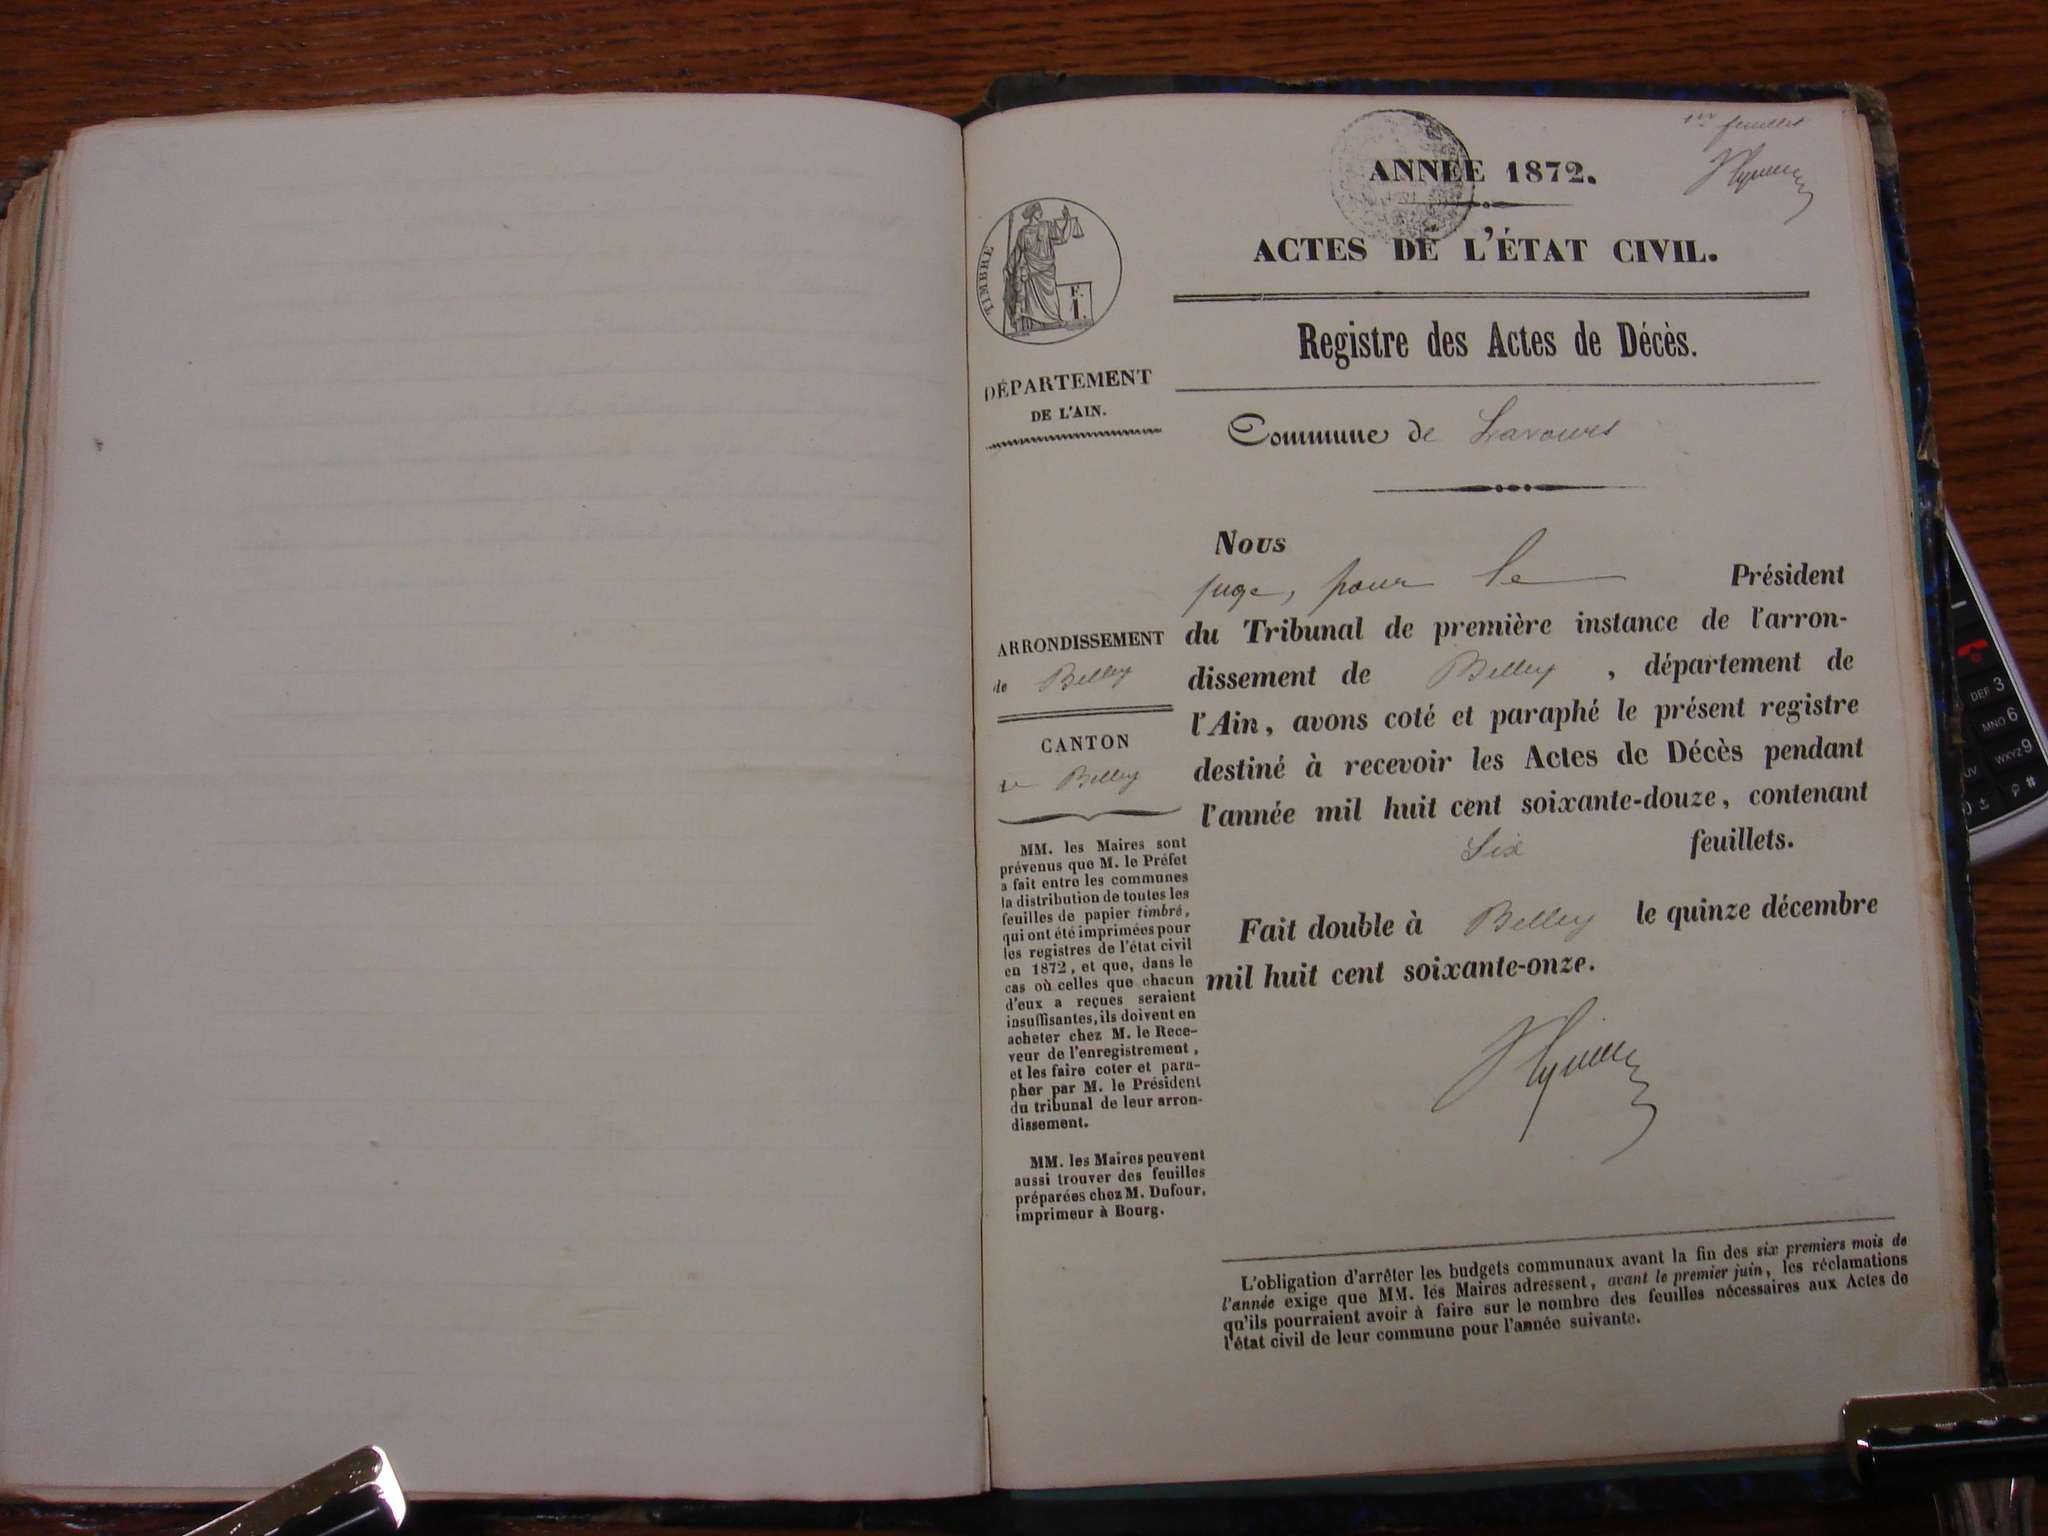 1er feuillet
ANNÉE 1872.
ACTES DE L'ÉTAT CIVIL.
TIMBRE
F.
1.
Registre des Actes de Décès.
DÉPARTEMENT
DE L'AIN.
Commune de Lavours
Nous
juge, pour le Président
du Tribunal de première instance de l'arron-
dissement de Belley, département de
l'Ain, avons coté et paraphé le présent registre
destiné à recevoir les Actes de Décès pendant
l'année mil huit cent soixante-douze, contenant
Six feuillets.
Fait double à Belley le quinze décembre
mil huit cent soixante-onze.
ARRONDISSEMENT
de Belley
CANTON
de Belley
MM. les Maires sont
prévenus que M. le Préfet
a fait entre les communes
la distribution de toutes les
feuilles de papier timbré,
qui ont été imprimées pour
les registres de l'état civil
en 1872, et que, dans le
cas où celles que chacun
d'eux a reçues seraient
insuffisantes, ils doivent en
acheter chez M. le Rece-
veur de l'enregistrement,
et les faire coter et para-
pher par M. le Président
du tribunal de leur arron-
dissement.
MM. les Maires peuvent
aussi trouver des feuilles
préparées chez M. Dufour,
imprimeur à Bourg.
L'obligation d'arrêter les budgets communaux avant la fin des six premiers mois de
l'année exige que MM. les Maires adressent, avant le premier juin, les réclamations
qu'ils pourraient avoir à faire sur le nombre des feuilles nécessaires aux Actes de
l'état civil de leur commune pour l'année suivante.
DEF 3
MNO 6
WXYZ 9
#